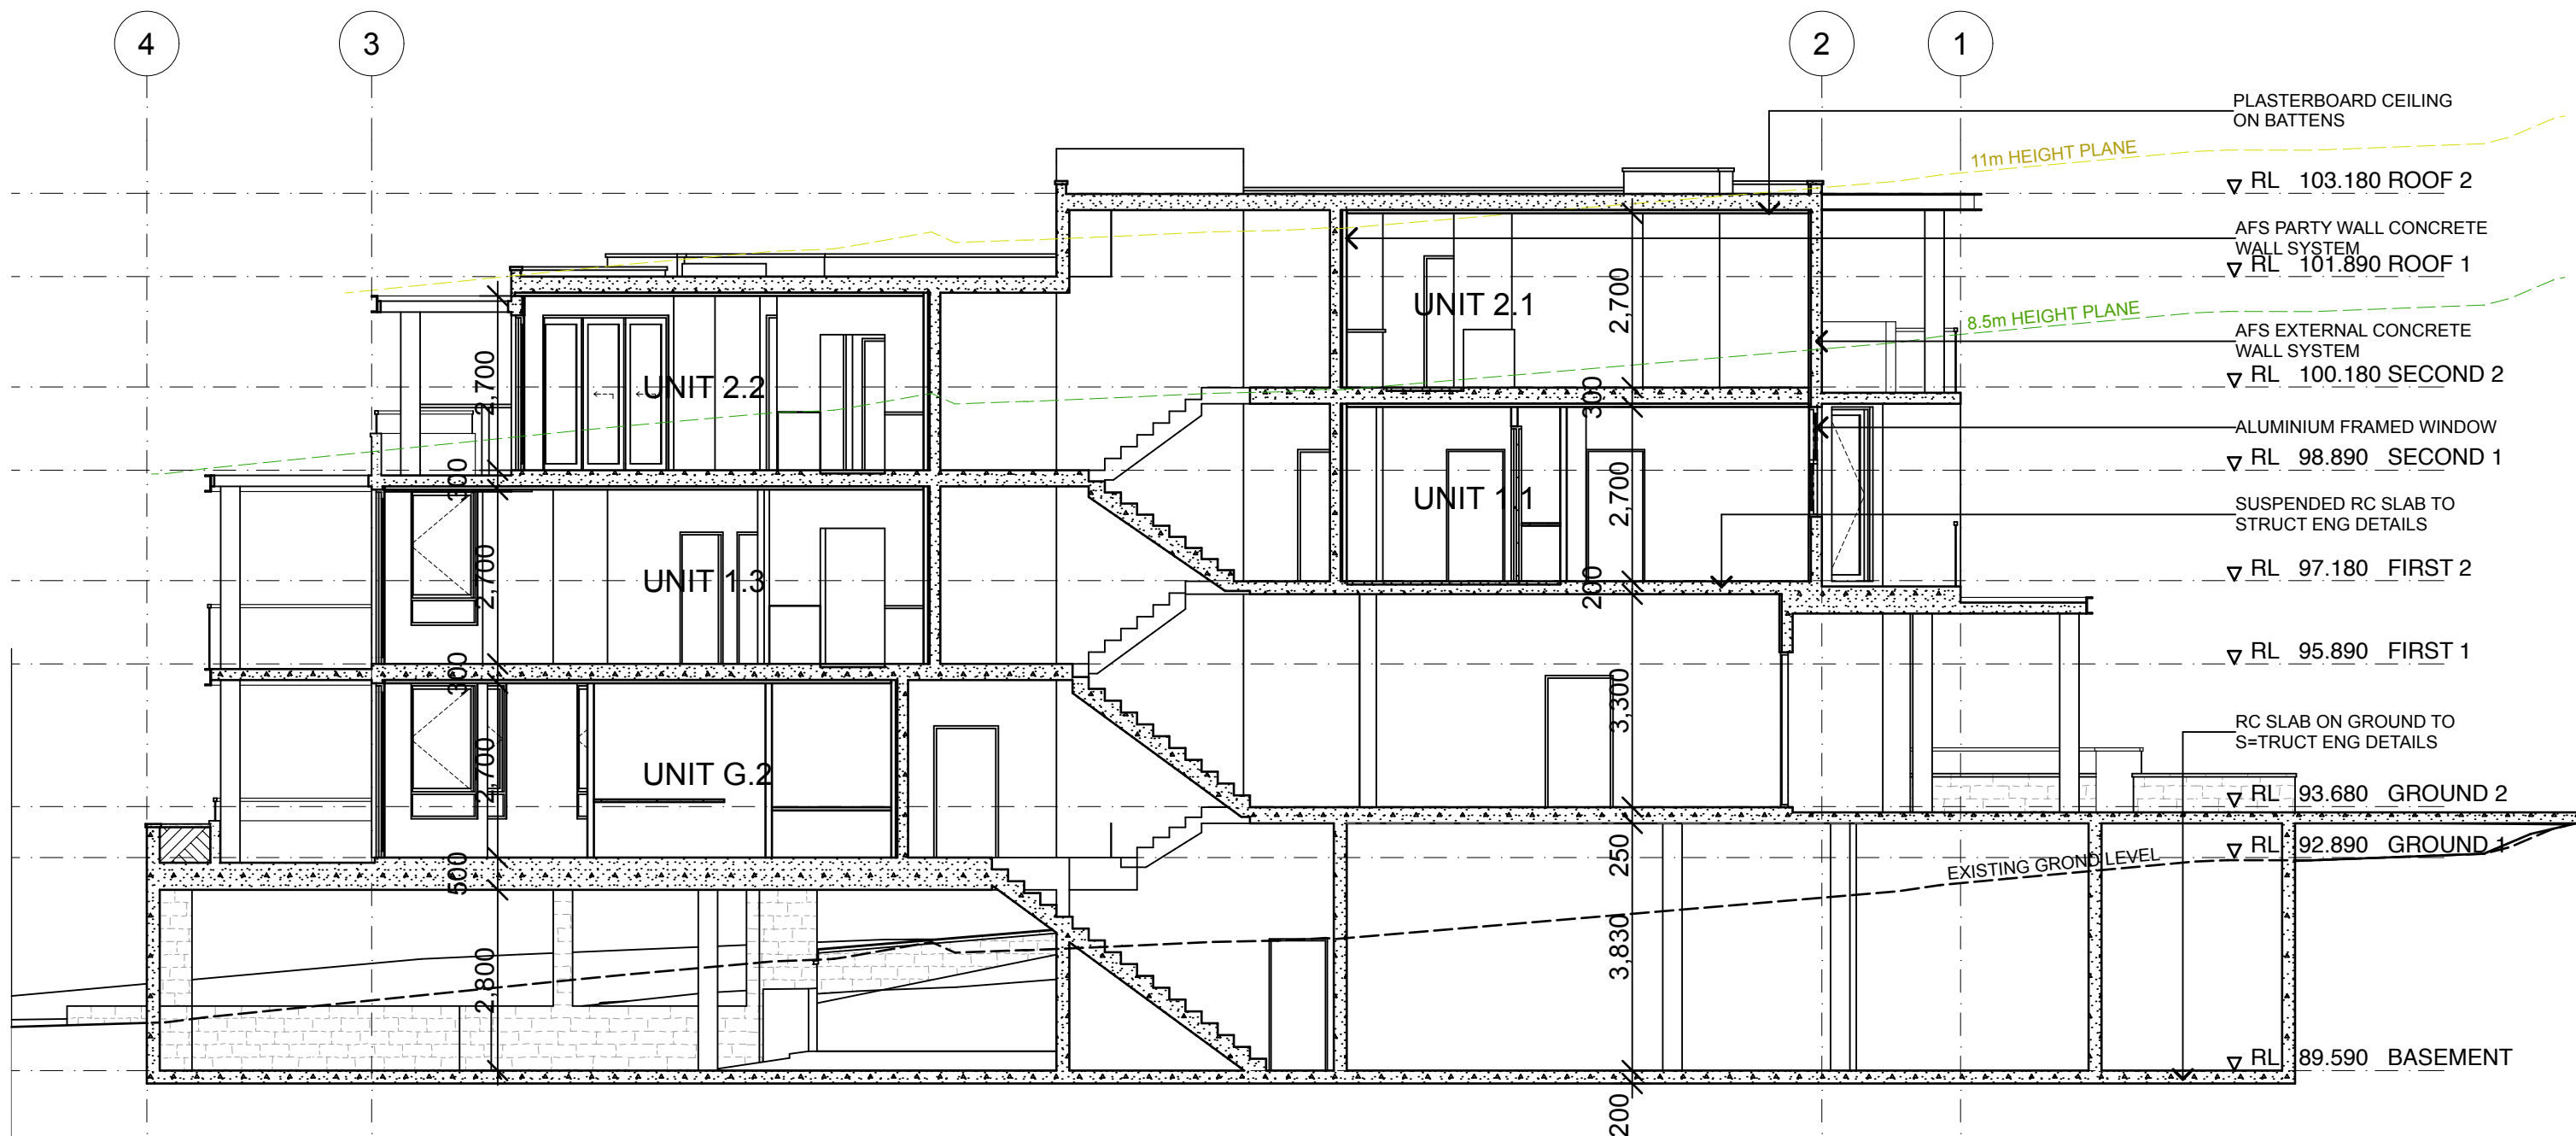 4
3
2
1
PLASTERBOARD CEILING
ON BATTENS
11m HEIGHT PLANE
RL 103.180 ROOF 2
AFS PARTY WALL CONCRETE
WALL SYSTEM
RL 101.890 ROOF 1
8.5m HEIGHT PLANE
AFS EXTERNAL CONCRETE
WALL SYSTEM
RL 100.180 SECOND 2
ALUMINIUM FRAMED WINDOW
RL 98.890 SECOND 1
SUSPENDED RC SLAB TO
STRUCT ENG DETAILS
RL 97.180 FIRST 2
RL 95.890 FIRST 1
RC SLAB ON GROUND TO
S=TRUCT ENG DETAILS
RL 93.680 GROUND 2
RL 92.890 GROUND 1
EXISTING GROND LEVEL
RL 89.590 BASEMENT
UNIT 2.1
UNIT 2.2
UNIT 1.1
UNIT 1.3
UNIT G.2
2,700
300
2,700
300
2,700
500
2,800
2,700
300
2,700
200
3,300
250
3,830
200